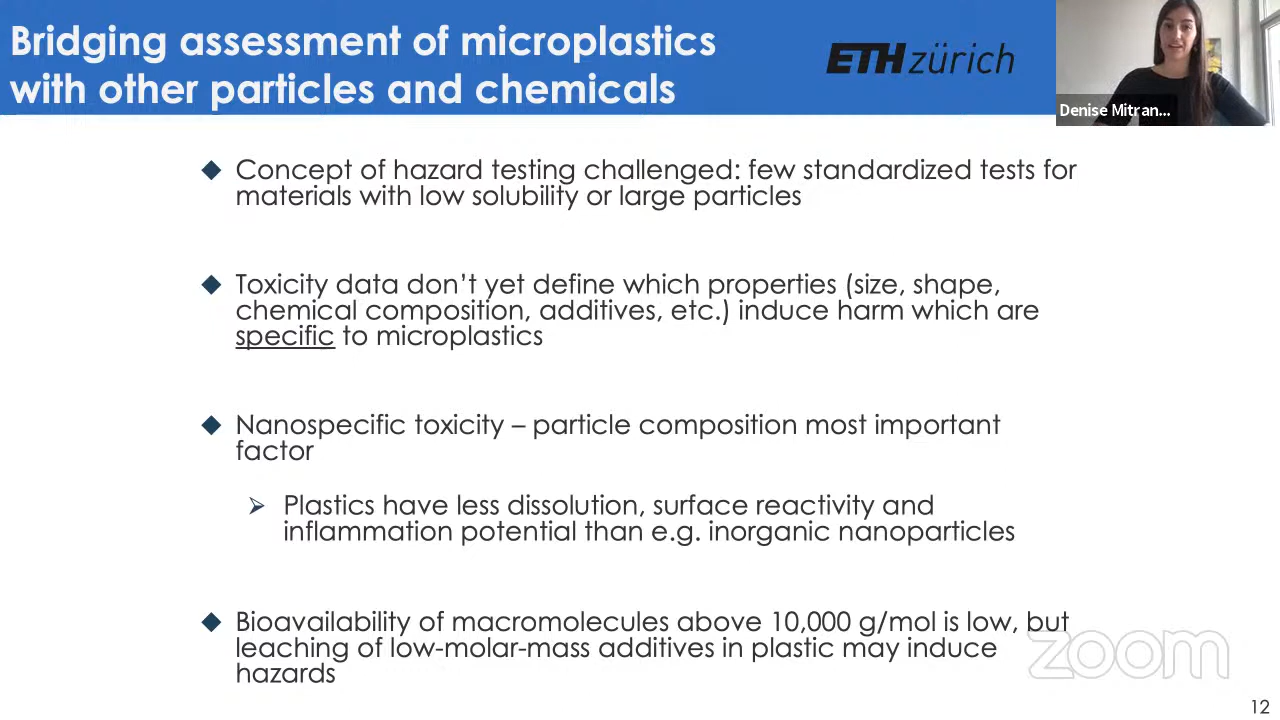 Bridging assessment of microplastics
with other particles and chemicals
ETH zürich
Denise Mitran...
◆ Concept of hazard testing challenged: few standardized tests for
materials with low solubility or large particles
◆ Toxicity data don’t yet define which properties (size, shape,
chemical composition, additives, etc.) induce harm which are
specific to microplastics
◆ Nanospecific toxicity – particle composition most important
factor
➢ Plastics have less dissolution, surface reactivity and
inflammation potential than e.g. inorganic nanoparticles
◆ Bioavailability of macromolecules above 10,000 g/mol is low, but
leaching of low-molar-mass additives in plastic may induce
hazards
zoom
12